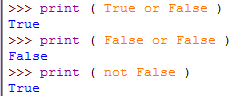 >>> print ( True or False )
True
>>> print ( False or False )
False
>>> print ( not False )
True